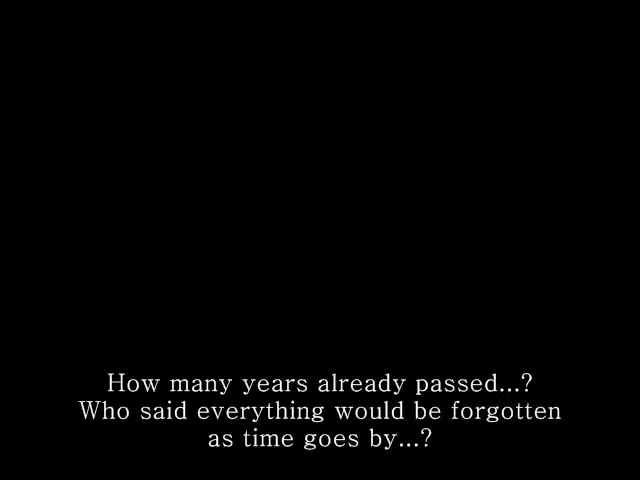 How many years already passed...?
Who said everything would be forgotten
as time goes by...?